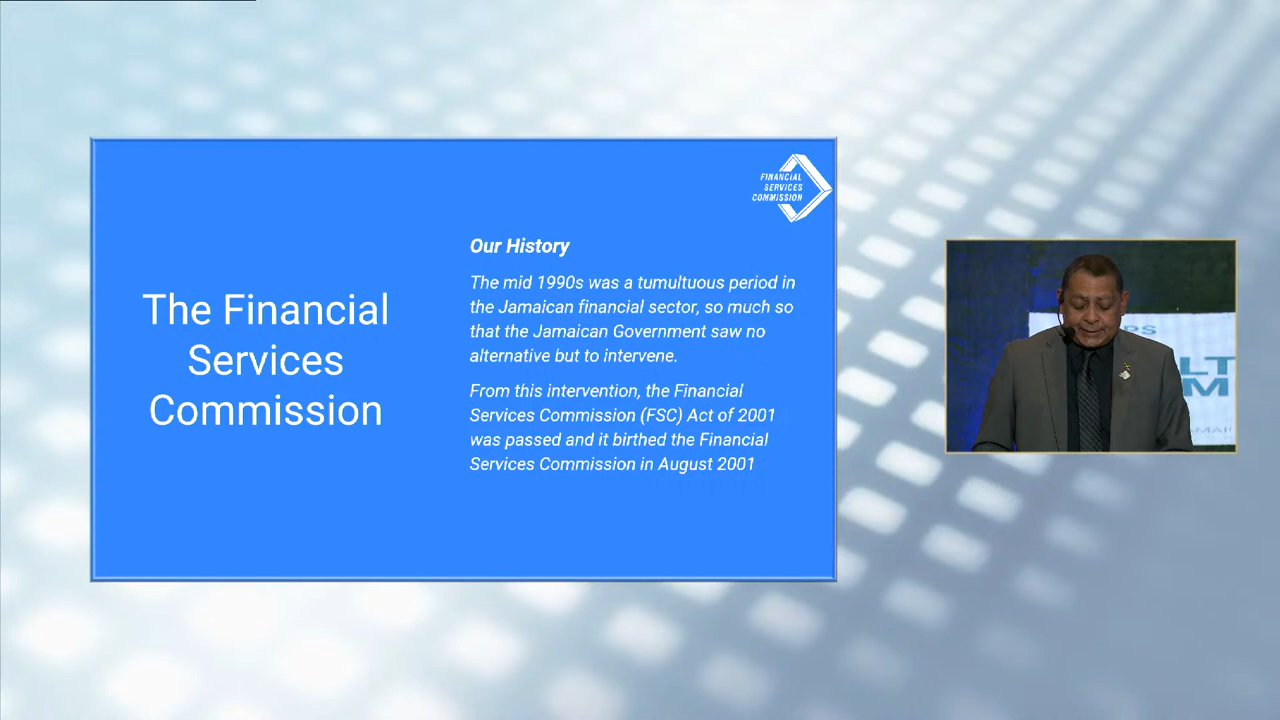 FINANCIAL
SERVICES
COMMISSION
The Financial
Services
Commission
Our History
The mid 1990s was a tumultuous period in
the Jamaican financial sector, so much so
that the Jamaican Government saw no
alternative but to intervene.
From this intervention, the Financial
Services Commission (FSC) Act of 2001
was passed and it birthed the Financial
Services Commission in August 2001
PS
LT
M